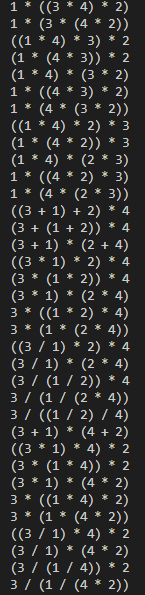 1 * ((3 * 4) * 2)
1 * (3 * (4 * 2))
((1 * 4) * 3) * 2
(1 * (4 * 3)) * 2
(1 * 4) * (3 * 2)
1 * ((4 * 3) * 2)
1 * (4 * (3 * 2))
((1 * 4) * 2) * 3
(1 * (4 * 2)) * 3
(1 * 4) * (2 * 3)
1 * ((4 * 2) * 3)
1 * (4 * (2 * 3))
((3 + 1) + 2) * 4
(3 + (1 + 2)) * 4
(3 + 1) * (2 + 4)
((3 * 1) * 2) * 4
(3 * (1 * 2)) * 4
(3 * 1) * (2 * 4)
3 * ((1 * 2) * 4)
3 * (1 * (2 * 4))
((3 / 1) * 2) * 4
(3 / 1) * (2 * 4)
(3 / (1 / 2)) * 4
3 / (1 / (2 * 4))
3 / ((1 / 2) / 4)
(3 + 1) * (4 + 2)
((3 * 1) * 4) * 2
(3 * (1 * 4)) * 2
(3 * 1) * (4 * 2)
3 * ((1 * 4) * 2)
3 * (1 * (4 * 2))
((3 / 1) * 4) * 2
(3 / 1) * (4 * 2)
(3 / (1 / 4)) * 2
3 / (1 / (4 * 2))